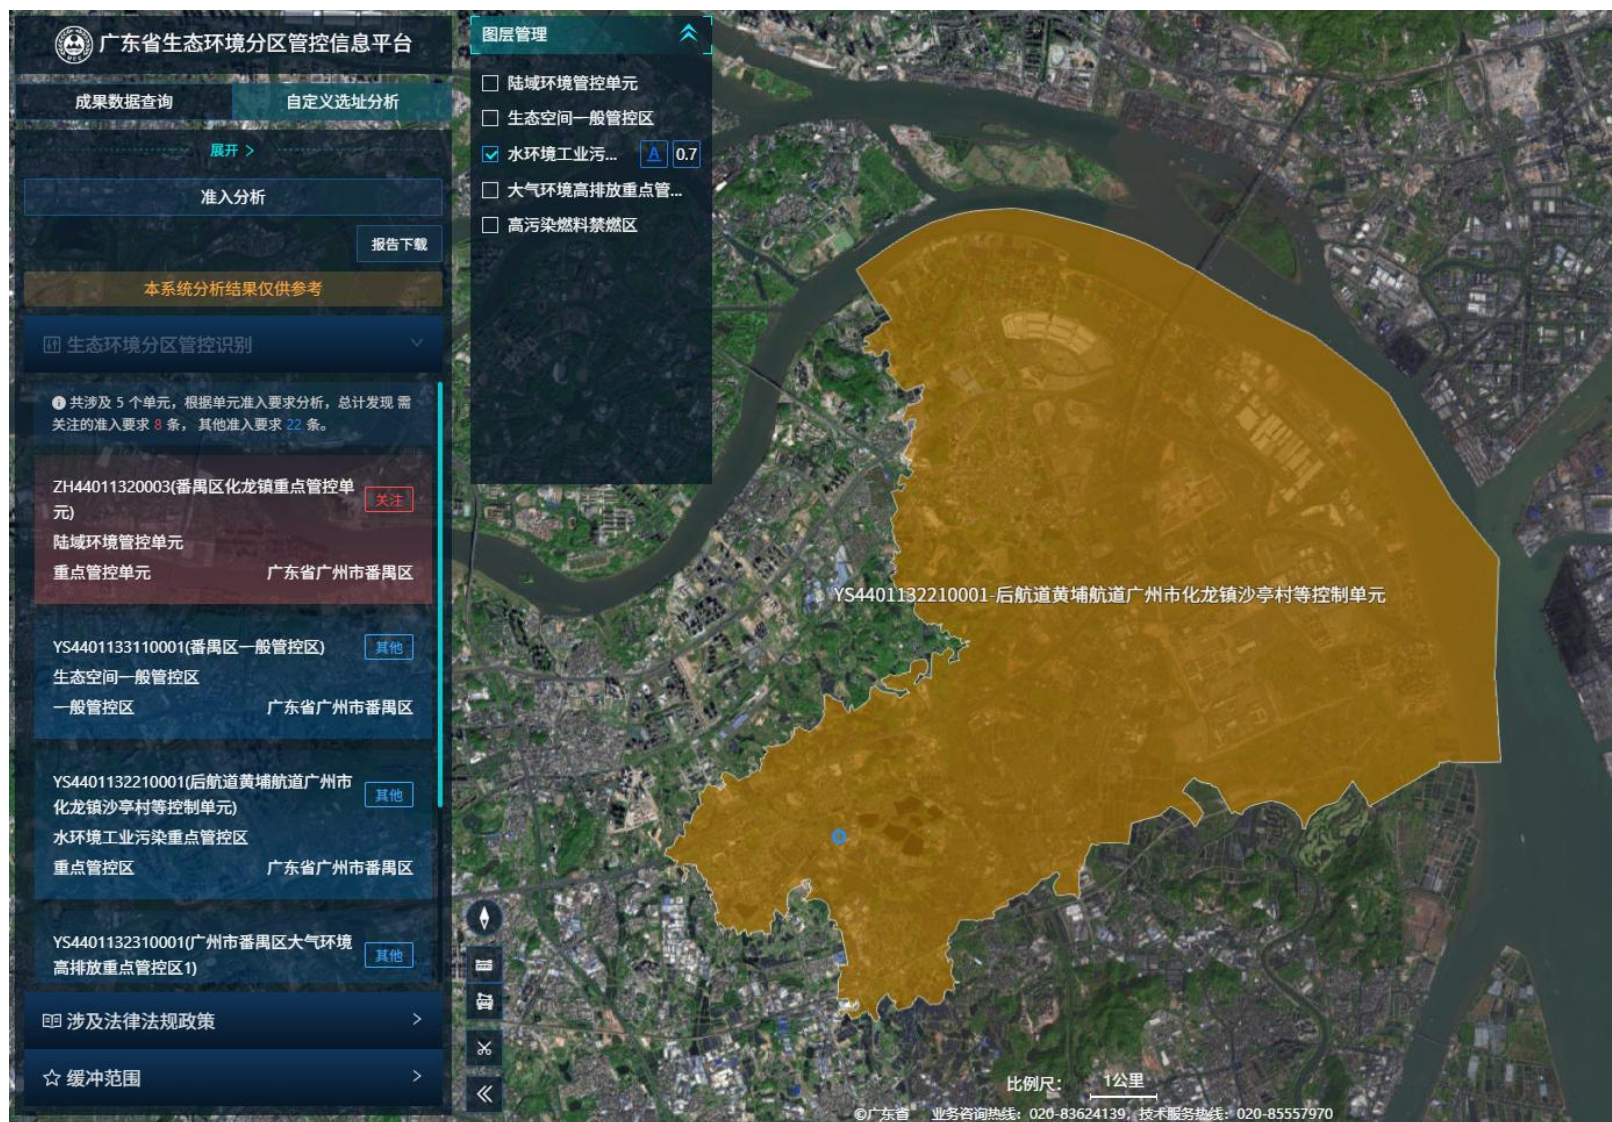 广东省生态环境分区管控信息平台
成果数据查询
自定义选址分析
展开 >
准入分析
报告下载
本系统分析结果仅供参考
生态环境分区管控识别
共涉及 5 个单元，根据单元准入要求分析，总计发现 需
关注的准入要求 8 条， 其他准入要求 22 条。
ZH44011320003(番禺区化龙镇重点管控单
元)
关注
陆域环境管控单元
重点管控单元 广东省广州市番禺区
YS4401133110001(番禺区一般管控区)
其他
生态空间一般管控区
一般管控区 广东省广州市番禺区
YS4401132210001(后航道黄埔航道广州市
化龙镇沙亭村等控制单元)
其他
水环境工业污染重点管控区
重点管控区 广东省广州市番禺区
YS4401132310001(广州市番禺区大气环境
高排放重点管控区1)
其他
涉及法律法规政策
缓冲范围
图层管理
陆域环境管控单元
生态空间一般管控区
水环境工业污... A 0.7
大气环境高排放重点管...
高污染燃料禁燃区
YS4401132210001-后航道黄埔航道广州市化龙镇沙亭村等控制单元
比例尺： 1公里
©广东省 业务咨询热线：020-83624139，技术服务热线：020-85557970